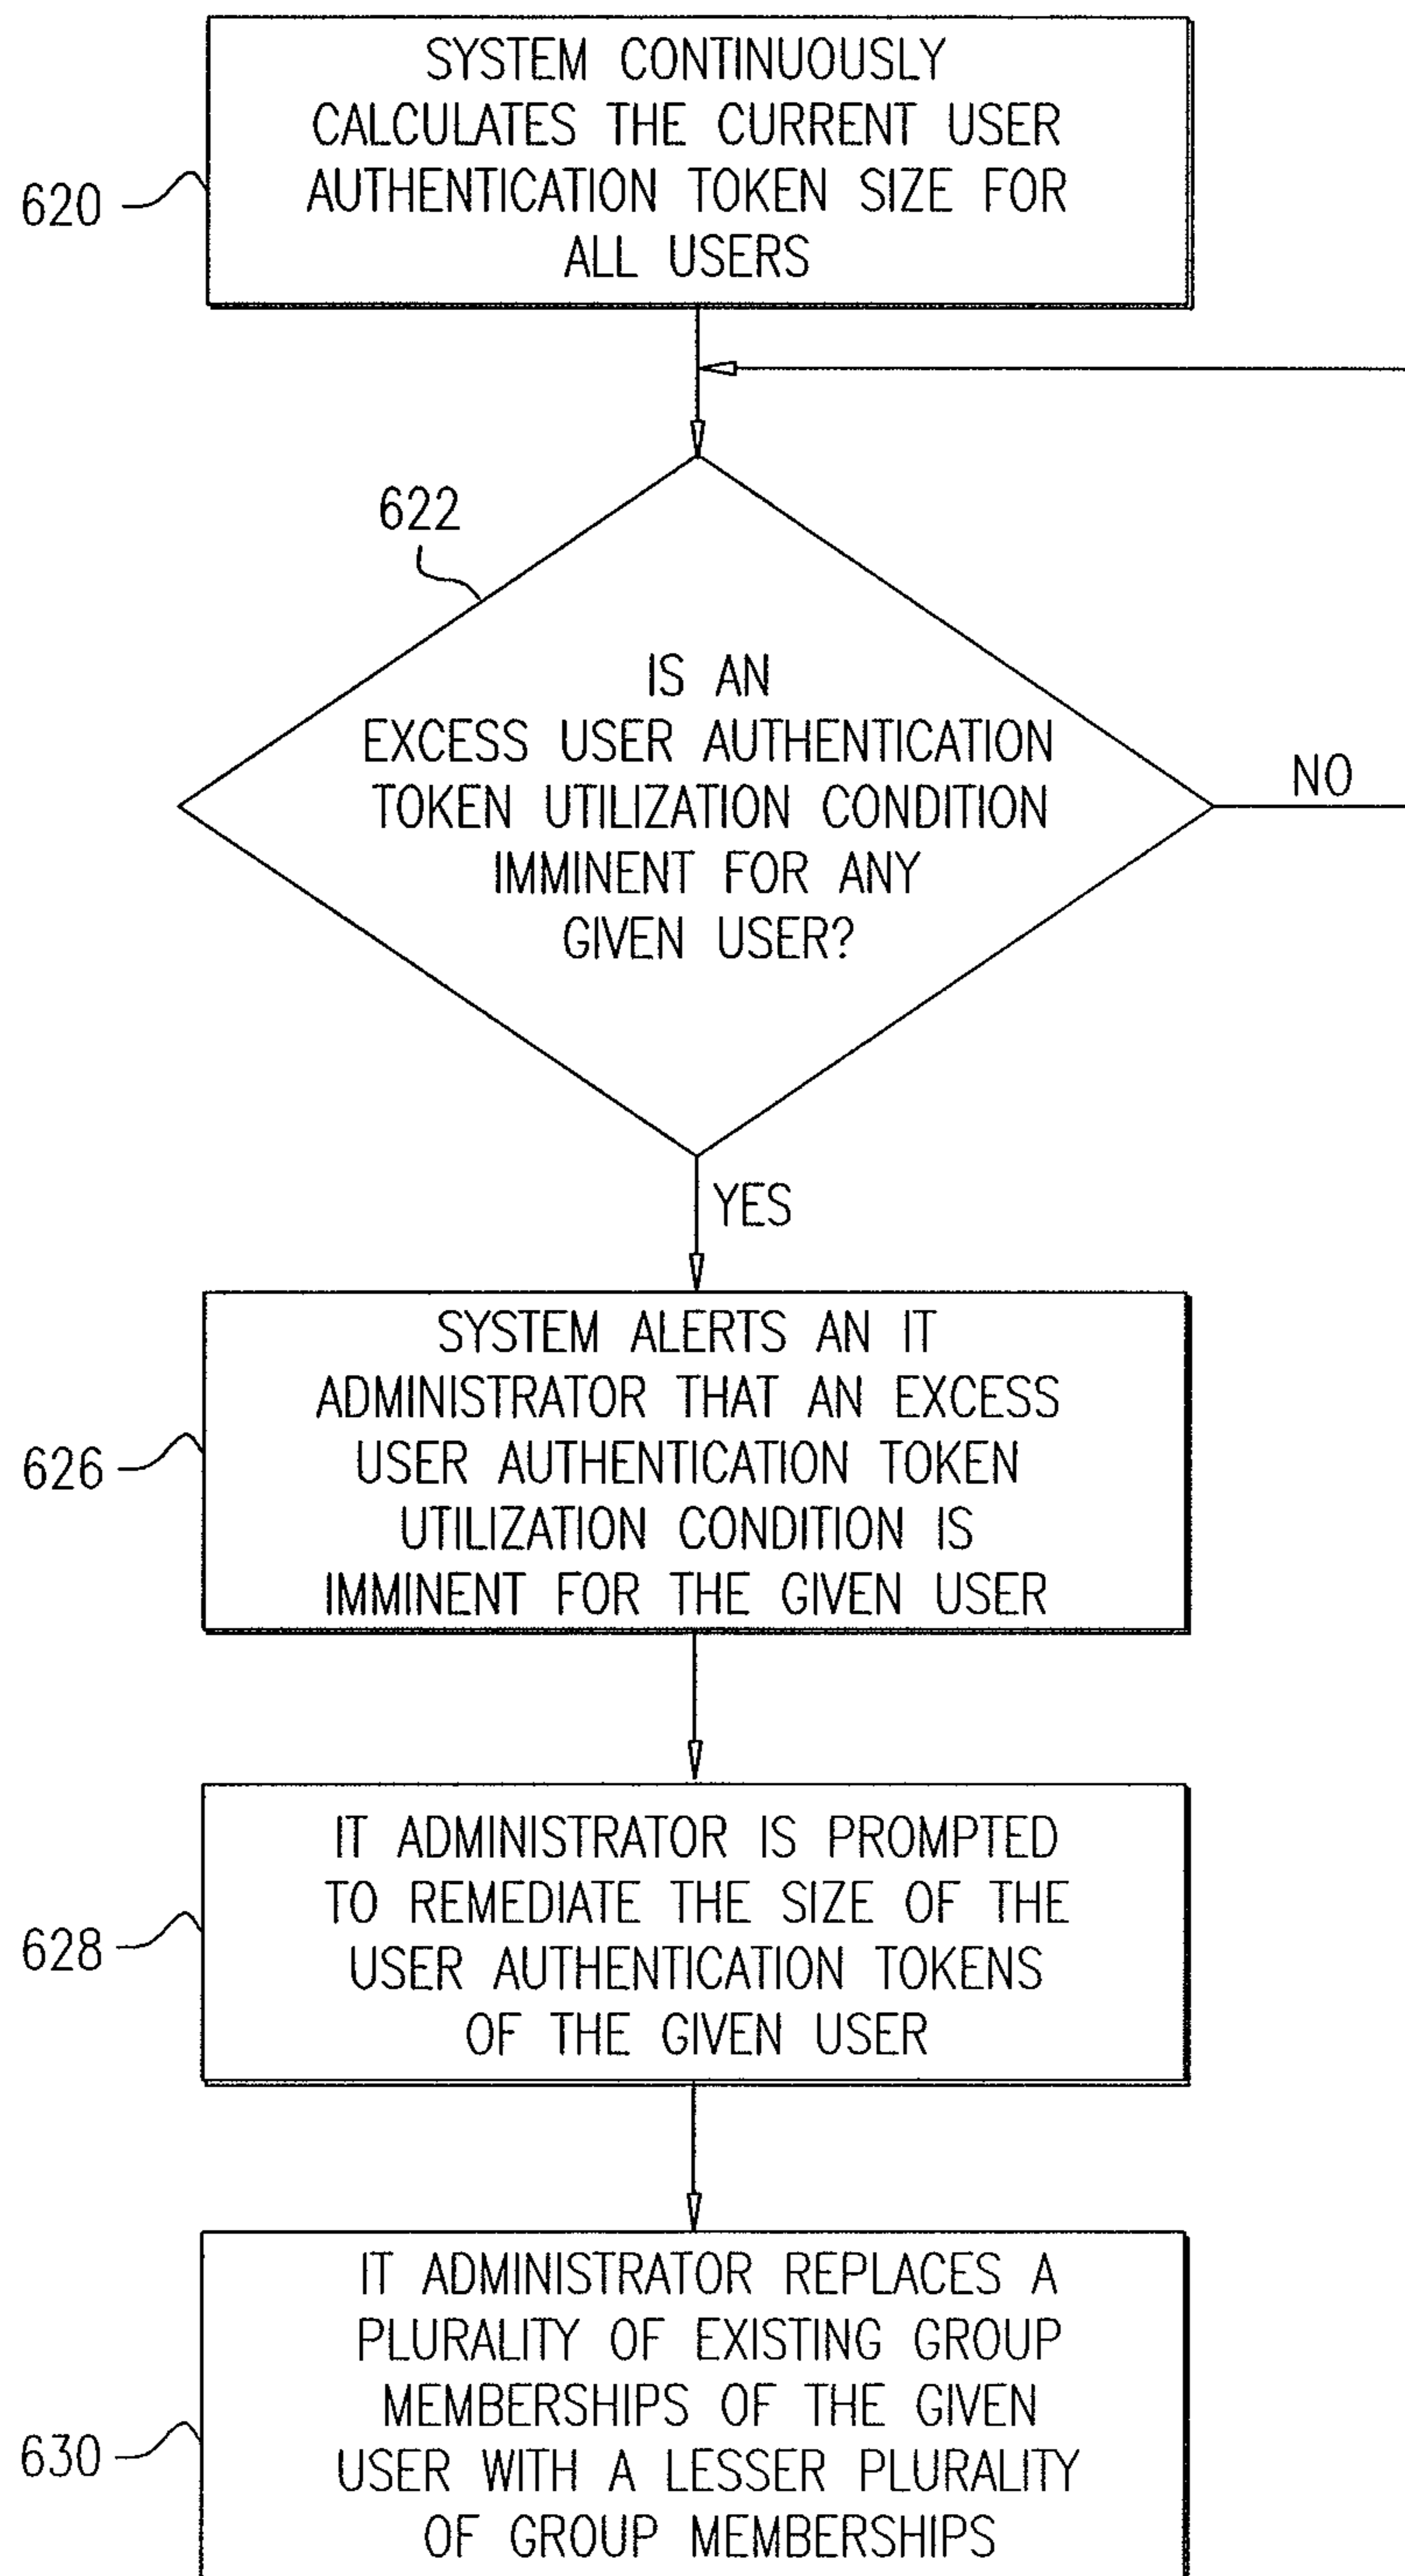 SYSTEM CONTINUOUSLY
CALCULATES THE CURRENT USER
AUTHENTICATION TOKEN SIZE FOR
ALL USERS
620
622
IS AN
EXCESS USER AUTHENTICATION
TOKEN UTILIZATION CONDITION
IMMINENT FOR ANY
GIVEN USER?
NO
YES
SYSTEM ALERTS AN IT
ADMINISTRATOR THAT AN EXCESS
USER AUTHENTICATION TOKEN
UTILIZATION CONDITION IS
IMMINENT FOR THE GIVEN USER
626
IT ADMINISTRATOR IS PROMPTED
TO REMEDIATE THE SIZE OF THE
USER AUTHENTICATION TOKENS
OF THE GIVEN USER
628
IT ADMINISTRATOR REPLACES A
PLURALITY OF EXISTING GROUP
MEMBERSHIPS OF THE GIVEN
USER WITH A LESSER PLURALITY
OF GROUP MEMBERSHIPS
630